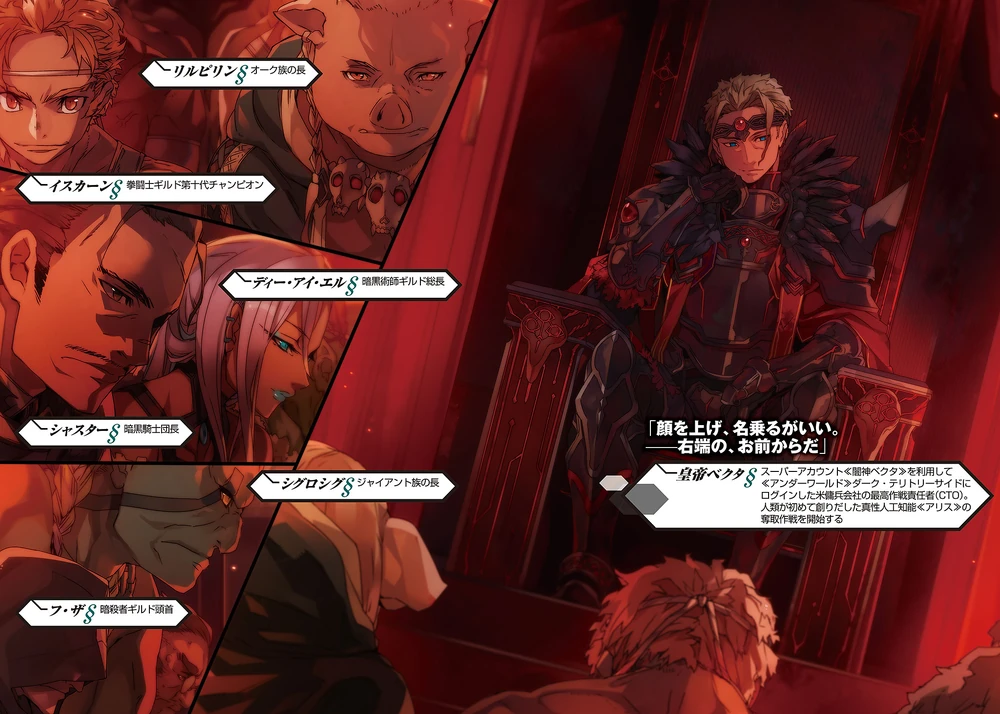 リルピリン§オーク族の長
イスカーン§拳闘士ギルド第十代チャンピオン
ディー・アイ・エル§暗黒術師ギルド総長
シャスター§暗黒騎士団長
シグロシグ§ジャイアント族の長
フ・ザ§暗殺者ギルド頭首
「顔を上げ、名乗るがいい。
──右端の、お前からだ」
皇帝ベクタ§スーパーアカウント≪闇神ベクタ≫を利用して
≪アンダーワールド≫ダーク・テリトリーサイドに
ログインした米傭兵会社の最高作戦責任者（CTO）。
人類が初めて創りだした真性人工知能≪アリス≫の
奪取作戦を開始する